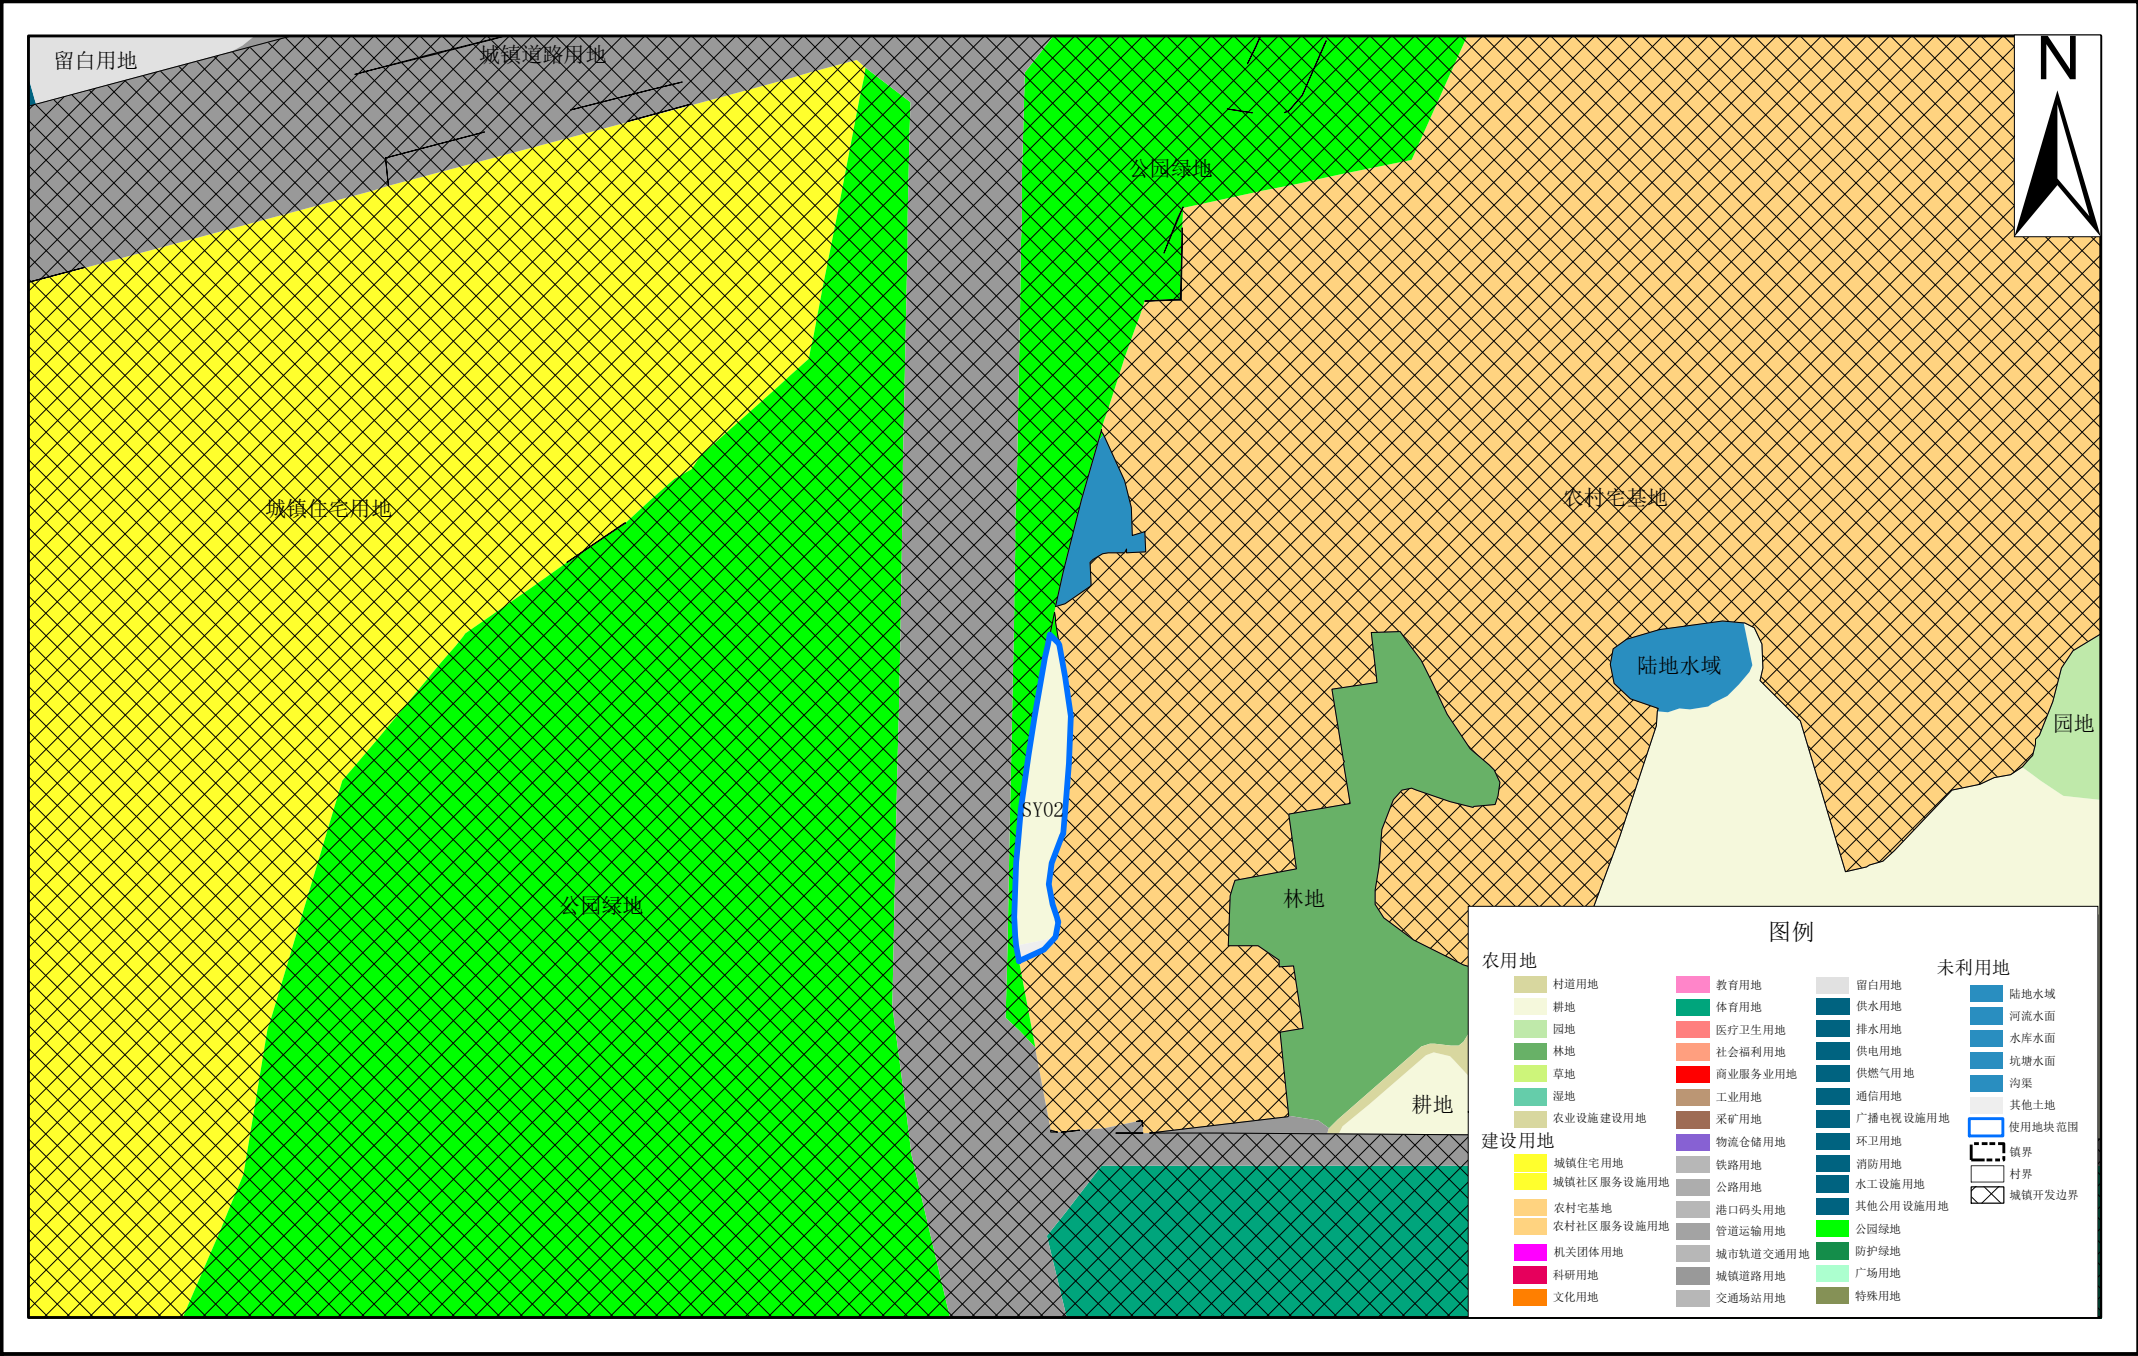 留白用地
城镇道路用地
N
公园绿地
城镇住宅用地
农村宅基地
陆地水域
园地
SY02
林地
公园绿地
耕地
图例
农用地
村道用地
耕地
园地
林地
草地
湿地
农业设施建设用地
建设用地
城镇住宅用地
城镇社区服务设施用地
农村宅基地
农村社区服务设施用地
机关团体用地
科研用地
文化用地
教育用地
体育用地
医疗卫生用地
社会福利用地
商业服务业用地
工业用地
采矿用地
物流仓储用地
铁路用地
公路用地
港口码头用地
管道运输用地
城市轨道交通用地
城镇道路用地
交通场站用地
留白用地
供水用地
排水用地
供电用地
供燃气用地
通信用地
广播电视设施用地
环卫用地
消防用地
水工设施用地
其他公用设施用地
公园绿地
防护绿地
广场用地
特殊用地
未利用地
陆地水域
河流水面
水库水面
坑塘水面
沟渠
其他土地
使用地块范围
镇界
村界
城镇开发边界